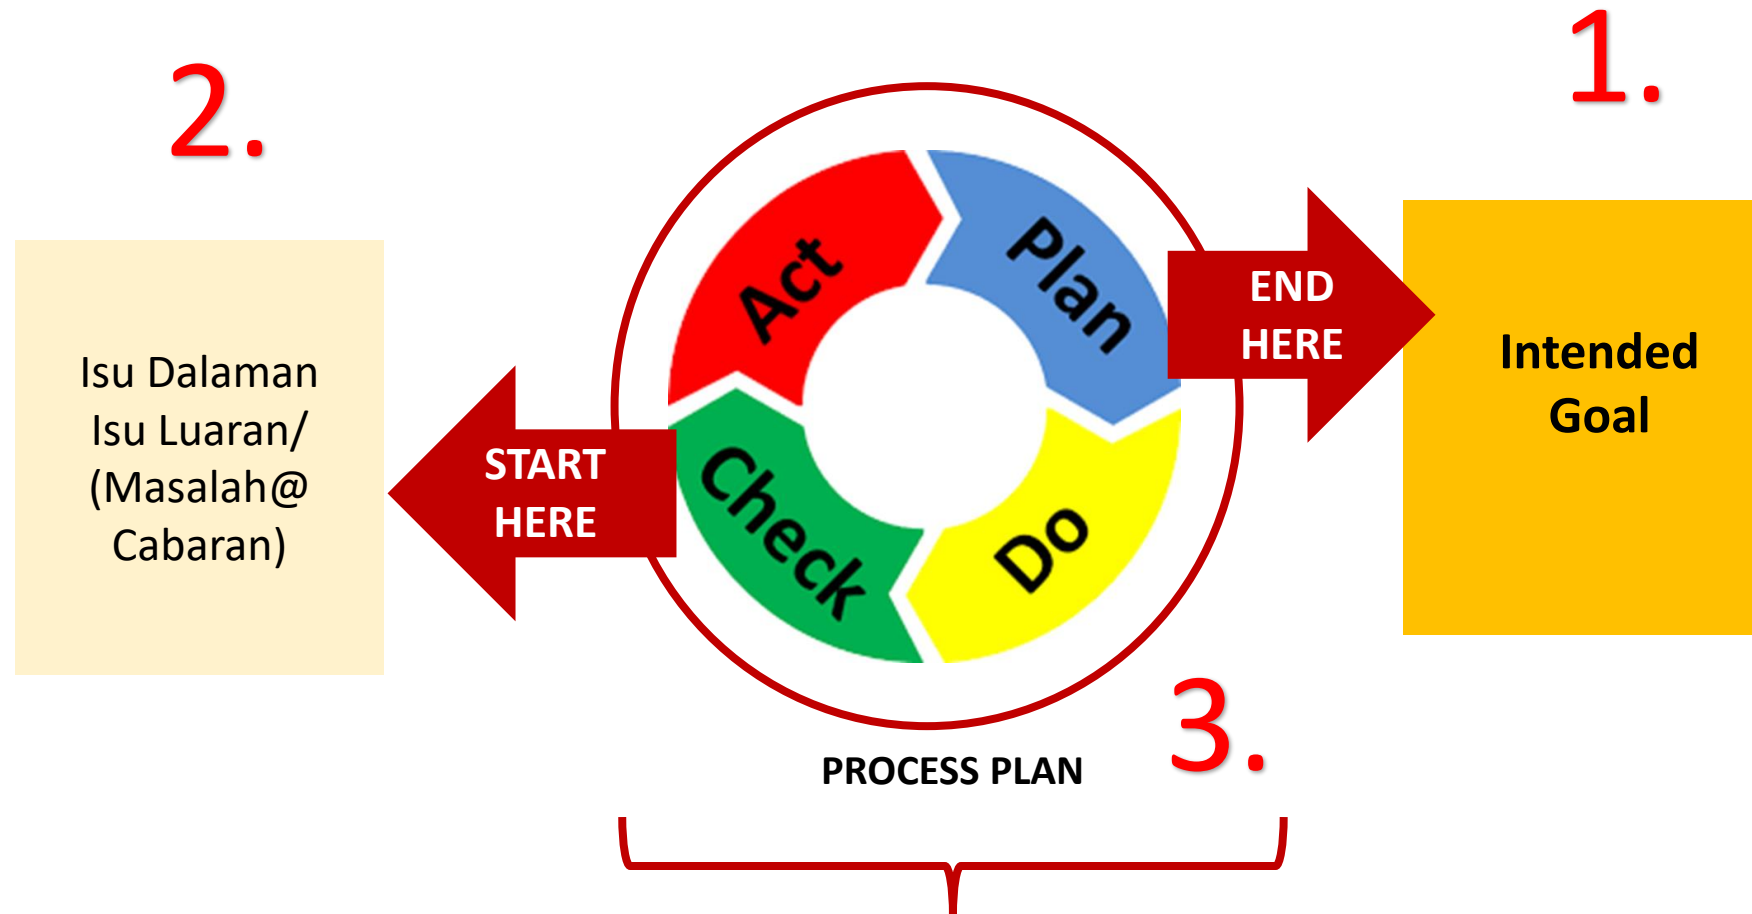 1.
2.
Act
Plan
Do
Check
END
HERE
Intended
Goal
Isu Dalaman
Isu Luaran/
(Masalah@
Cabaran)
START
HERE
3.
PROCESS PLAN